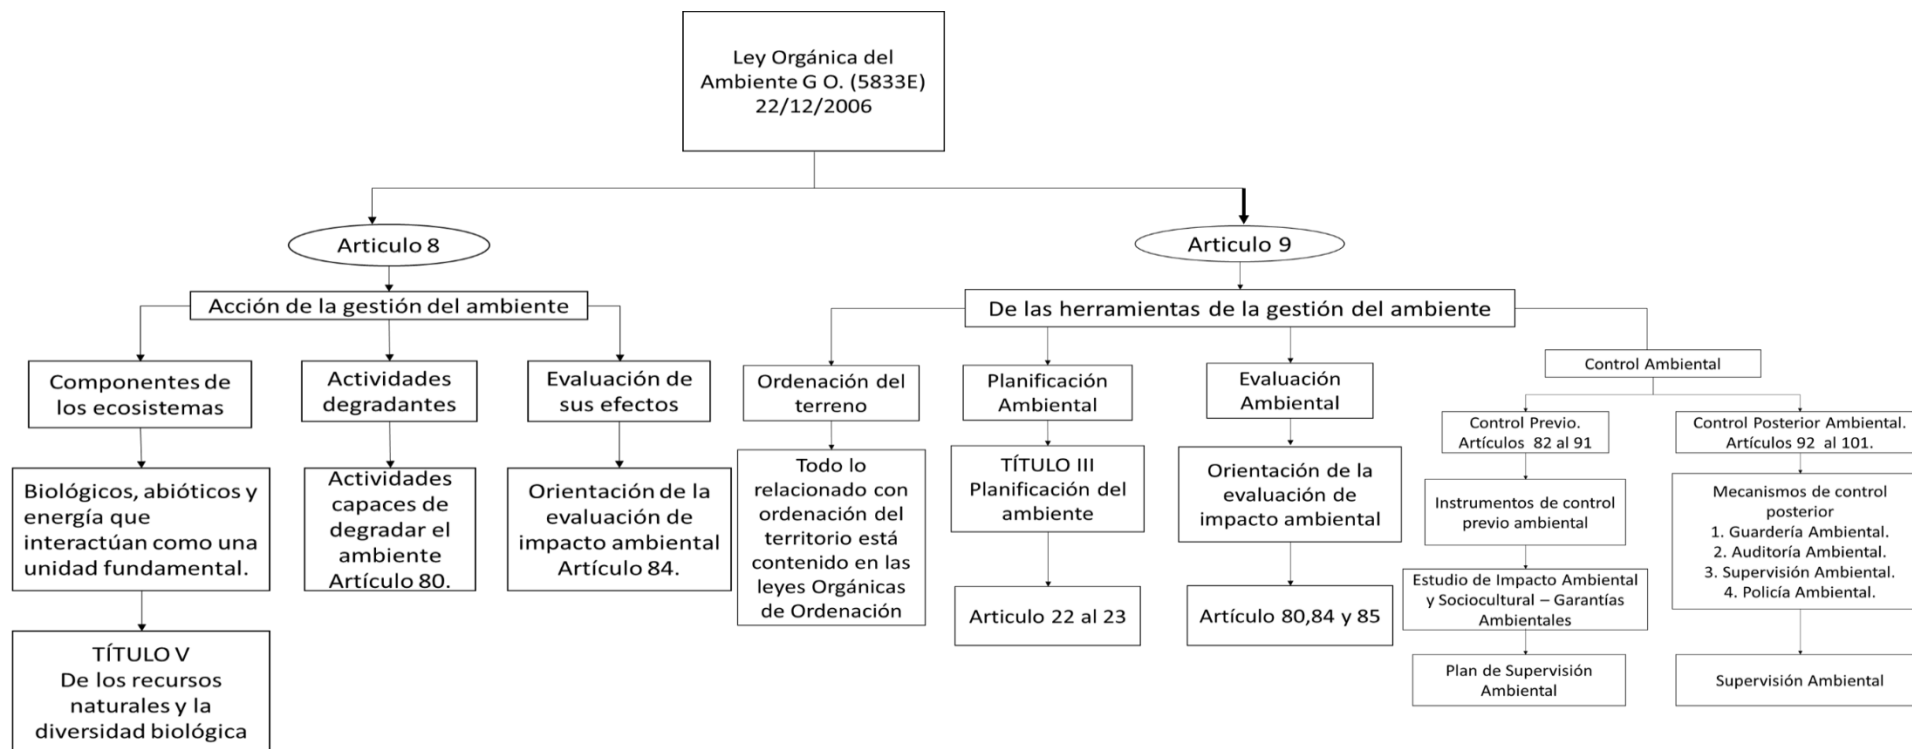 Ley Orgánica del
Ambiente G O. (5833E)
22/12/2006
Articulo 8
Articulo 9
Acción de la gestión del ambiente
De las herramientas de la gestión del ambiente
Componentes de
los ecosistemas
Actividades
degradantes
Evaluación de
sus efectos
Ordenación del
terreno
Planificación
Ambiental
Evaluación
Ambiental
Control Ambiental
Control Previo.
Artículos 82 al 91
Control Posterior Ambiental.
Artículos 92 al 101.
Biológicos, abióticos y
energía que
interactúan como una
unidad fundamental.
Actividades
capaces de
degradar el
ambiente
Artículo 80.
Orientación de la
evaluación de
impacto ambiental
Artículo 84.
Todo lo
relacionado con
ordenación del
territorio está
contenido en las
leyes Orgánicas
de Ordenación
TÍTULO III
Planificación del
ambiente
Orientación de la
evaluación de
impacto ambiental
Instrumentos de control
previo ambiental
Mecanismos de control
posterior
1. Guardería Ambiental.
2. Auditoría Ambiental.
3. Supervisión Ambiental.
4. Policía Ambiental.
TÍTULO V
De los recursos
naturales y la
diversidad biológica
Articulo 22 al 23
Artículo 80,84 y 85
Estudio de Impacto Ambiental
y Sociocultural – Garantías
Ambientales
Plan de Supervisión
Ambiental
Supervisión Ambiental